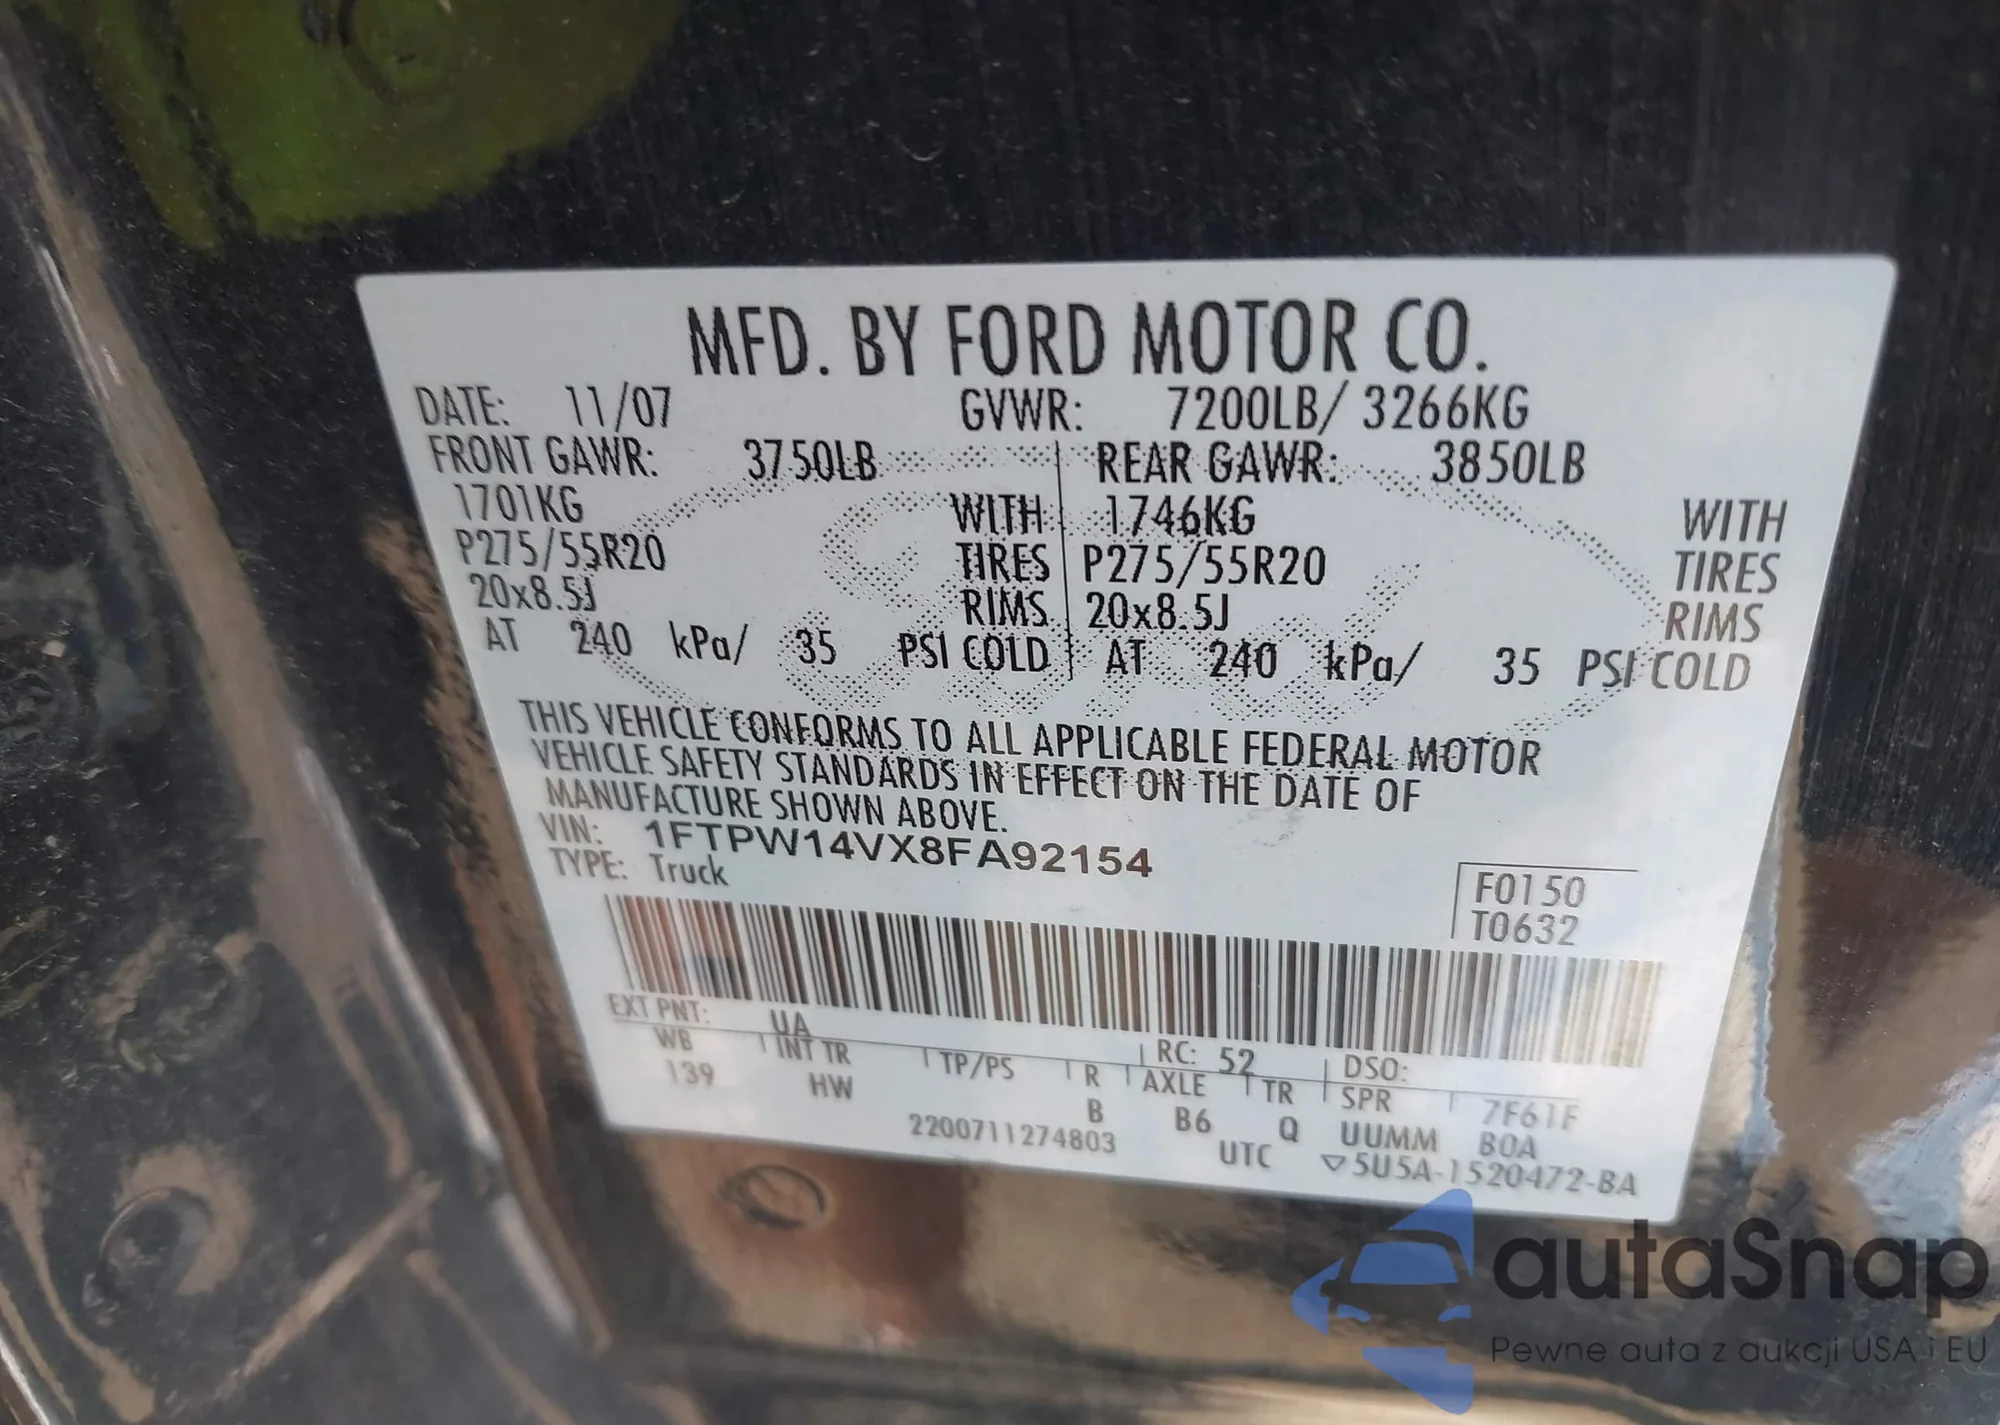 MFD. BY FORD MOTOR CO.
DATE: 11/07 GVWR: 7200LB/ 3266KG
FRONT GAWR: 3750LB REAR GAWR: 3850LB
1701KG WITH 1746KG WITH
P275/55R20 TIRES P275/55R20 TIRES
20x8.5J RIMS 20x8.5J RIMS
AT 240 kPa/ 35 PSI COLD AT 240 kPa/ 35 PSI COLD
THIS VEHICLE CONFORMS TO ALL APPLICABLE FEDERAL MOTOR
VEHICLE SAFETY STANDARDS IN EFFECT ON THE DATE OF
MANUFACTURE SHOWN ABOVE.
VIN: 1FTPW14VX8FA92154
TYPE: Truck
F0150
T0632
EXT PNT: UA RC: 52 DSO:
WB INT TR TP/PS R AXLE TR SPR 7F61F
139 HW B B6 Q UUMM BOA
2200711274803 UTC ▽5U5A-1520472-BA
autaSnap
Pewne auta z aukcji USA i EU